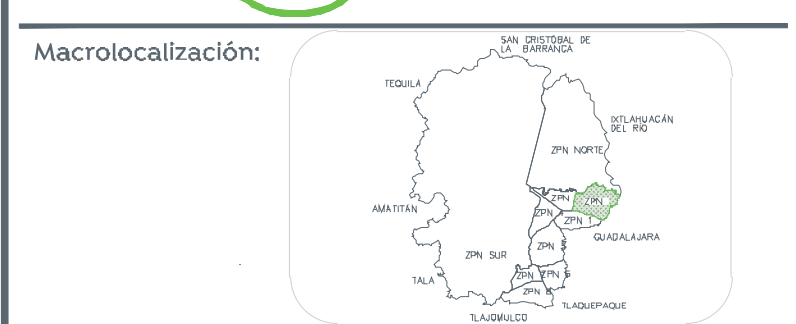 Macrolocalización:
SAN CRISTÓBAL DE
LA BARRANCA
TEQUILA
IXTLAHUACÁN
DEL RÍO
ZPN NORTE
ZPN
ZPN
AMATITÁN
ZPN
ZPN 1
GUADALAJARA
ZPN
ZPN SUR
TALA
ZPN
ZPN
ZPN
TLAQUEPAQUE
TLAJOMULCO